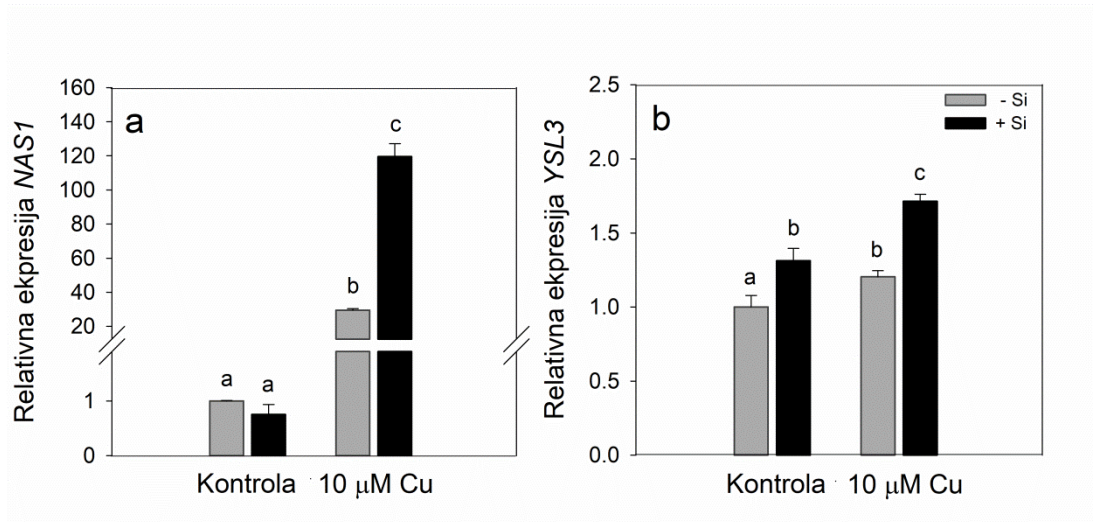 a
Relativna ekpresija NAS1
160
140
120
100
80
60
40
20
1
0
a
a
b
c
Kontrola
10 μM Cu
b
Relativna ekpresija YSL3
2.5
2.0
1.5
1.0
0.5
0.0
- Si
+ Si
a
b
b
c
Kontrola
10 μM Cu